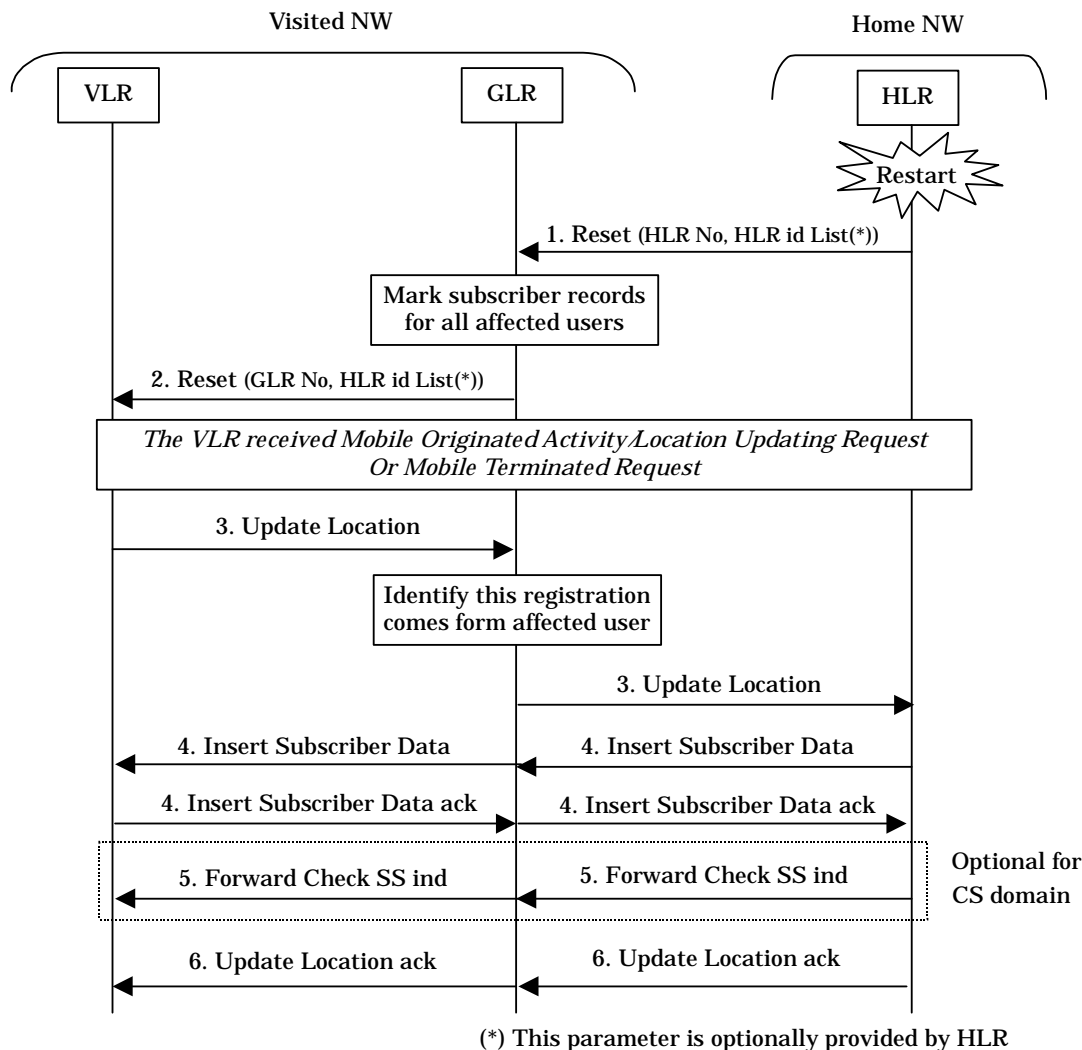 Visited NW
Home NW
VLR
GLR
HLR
Restart
1. Reset (HLR No, HLR id List(*))
Mark subscriber records
for all affected users
2. Reset (GLR No, HLR id List(*))
The VLR received Mobile Originated Activity/Location Updating Request
Or Mobile Terminated Request
3. Update Location
Identify this registration
comes form affected user
3. Update Location
4. Insert Subscriber Data
4. Insert Subscriber Data
4. Insert Subscriber Data ack
4. Insert Subscriber Data ack
5. Forward Check SS ind
5. Forward Check SS ind
Optional for
CS domain
6. Update Location ack
6. Update Location ack
(*) This parameter is optionally provided by HLR